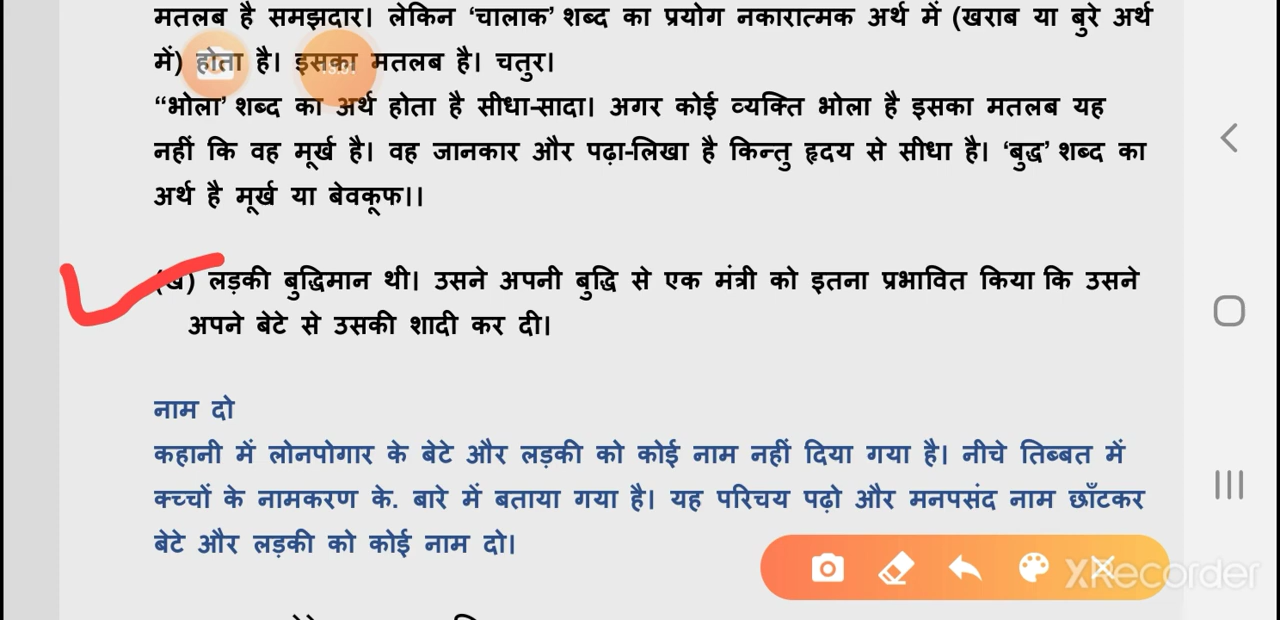 मतलब है समझदार। लेकिन ‘चालाक’ शब्द का प्रयोग नकारात्मक अर्थ में (खराब या बुरे अर्थ
में) होता है। इसका मतलब है। चतुर।
“भोला’ शब्द का अर्थ होता है सीधा-सादा। अगर कोई व्यक्ति भोला है इसका मतलब यह
नहीं कि वह मूर्ख है। वह जानकार और पढ़ा-लिखा है किन्तु हृदय से सीधा है। ‘बुद्ध’ शब्द का
अर्थ है मूर्ख या बेवकूफ।।
(ख) लड़की बुद्धिमान थी। उसने अपनी बुद्धि से एक मंत्री को इतना प्रभावित किया कि उसने
अपने बेटे से उसकी शादी कर दी।
नाम दो
कहानी में लोनपोगार के बेटे और लड़की को कोई नाम नहीं दिया गया है। नीचे तिब्बत में
क्च्चों के नामकरण के. बारे में बताया गया है। यह परिचय पढ़ो और मनपसंद नाम छाँटकर
बेटे और लड़की को कोई नाम दो।
XRecorder